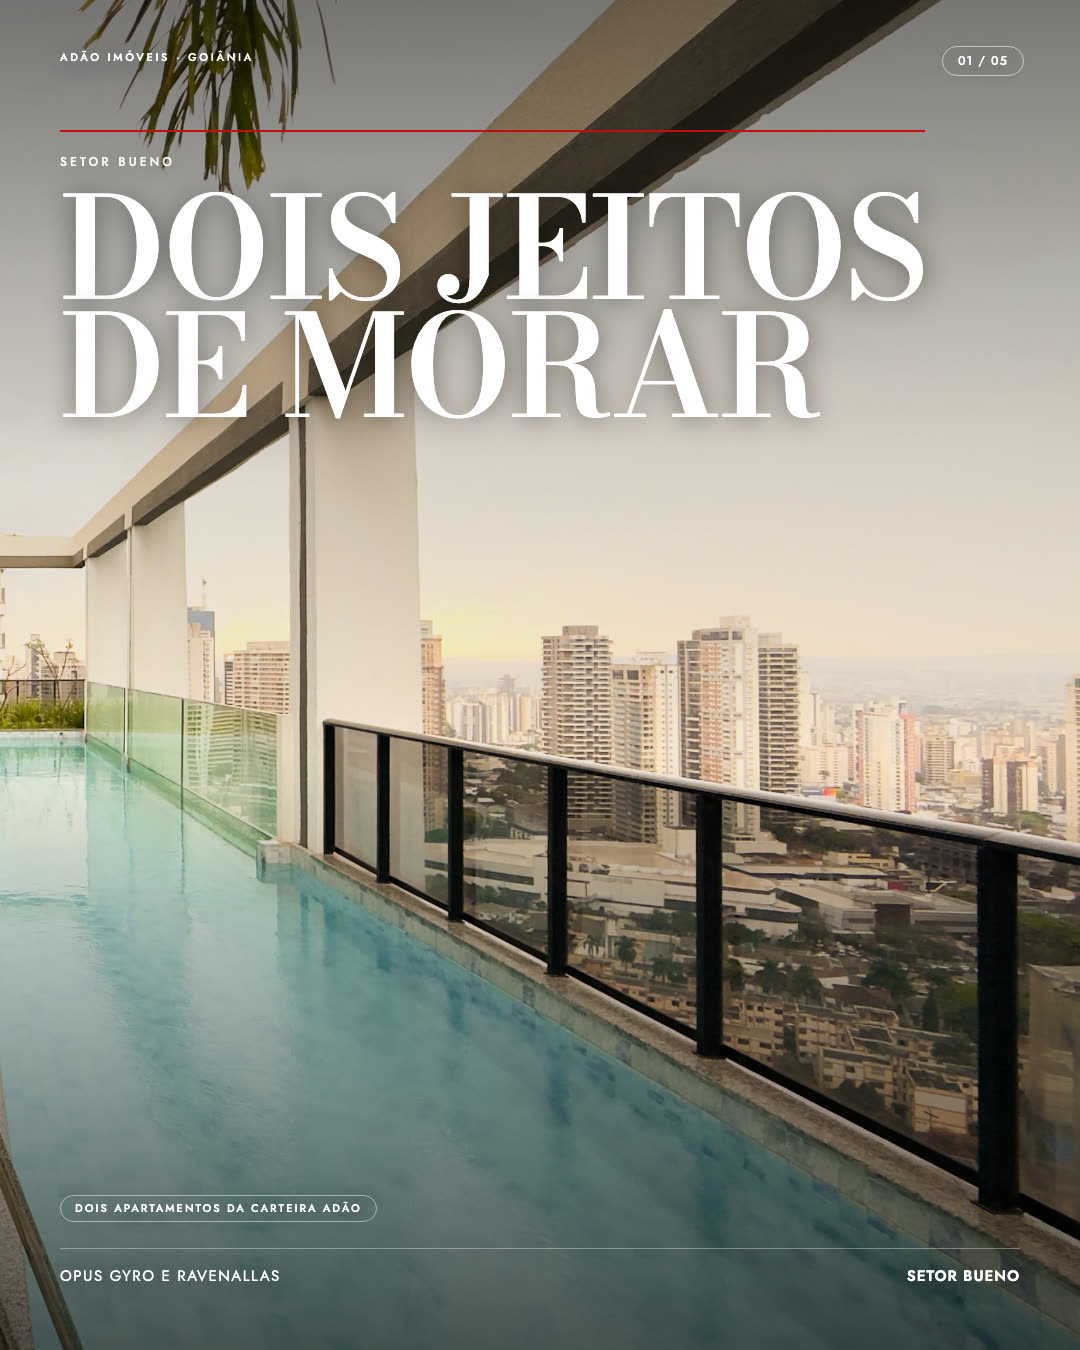 ADÃO IMÓVEIS · GOIÂNIA
01 / 05
SETOR BUENO
DOIS JEITOS
DE MORAR
DOIS APARTAMENTOS DA CARTEIRA ADÃO
OPUS GYRO E RAVENALLAS
SETOR BUENO